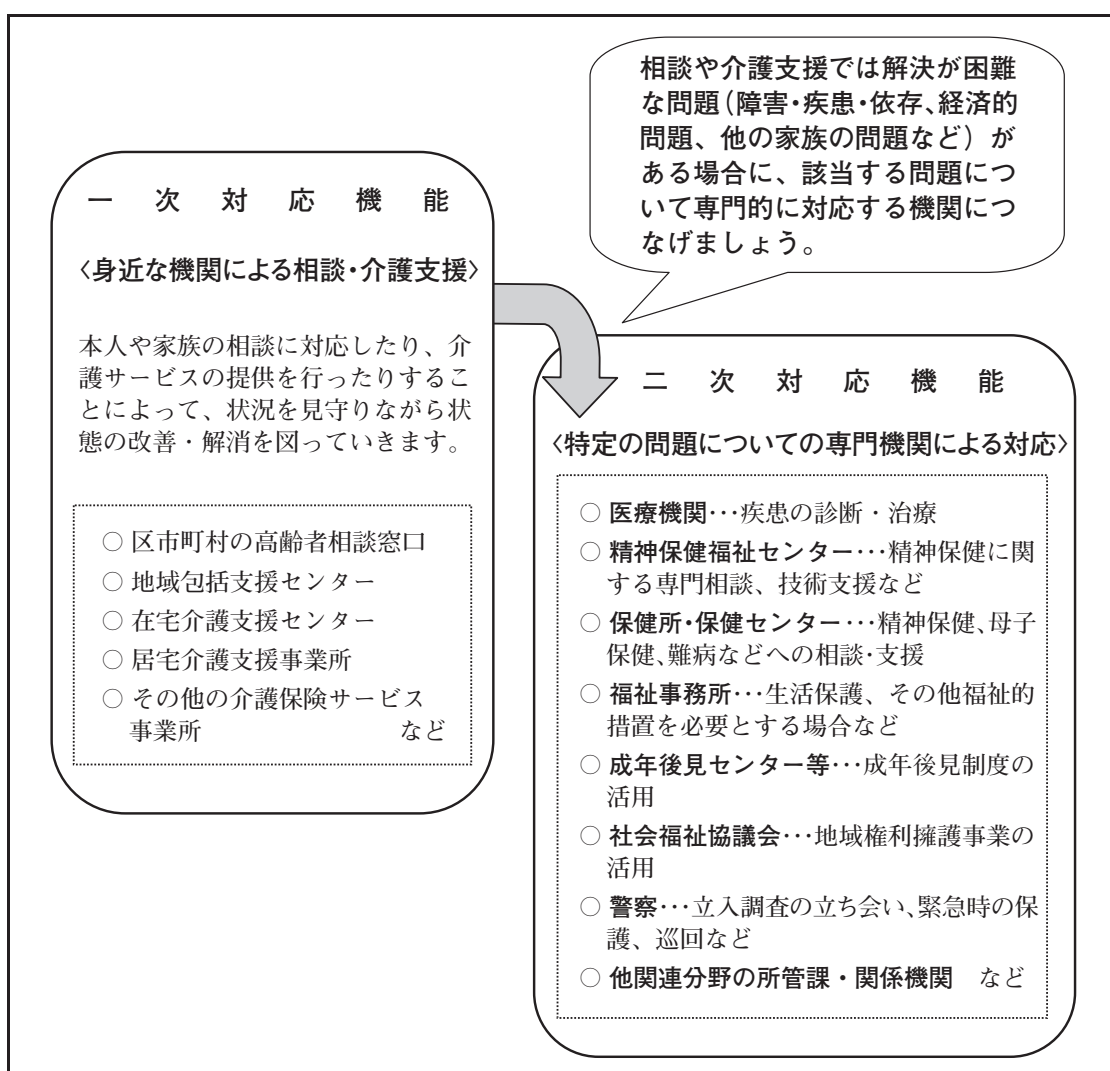 相談や介護支援では解決が困難
な問題(障害・疾患・依存、経済的
問題、他の家族の問題など)が
ある場合に、該当する問題につ
いて専門的に対応する機関につ
なげましょう。
一次対応機能
〈身近な機関による相談・介護支援〉
本人や家族の相談に対応したり、介
護サービスの提供を行ったりするこ
とによって、状況を見守りながら状
態の改善・解消を図っていきます。
○ 区市町村の高齢者相談窓口
○ 地域包括支援センター
○ 在宅介護支援センター
○ 居宅介護支援事業所
○ その他の介護保険サービス
事業所 など
二次対応機能
〈特定の問題についての専門機関による対応〉
○ 医療機関…疾患の診断・治療
○ 精神保健福祉センター…精神保健に関
する専門相談、技術支援など
○ 保健所・保健センター…精神保健、母子
保健、難病などへの相談・支援
○ 福祉事務所…生活保護、その他福祉的
措置を必要とする場合など
○ 成年後見センター等…成年後見制度の
活用
○ 社会福祉協議会…地域権利擁護事業の
活用
○ 警察…立入調査の立ち会い、緊急時の保
護、巡回など
○ 他関連分野の所管課・関係機関 など